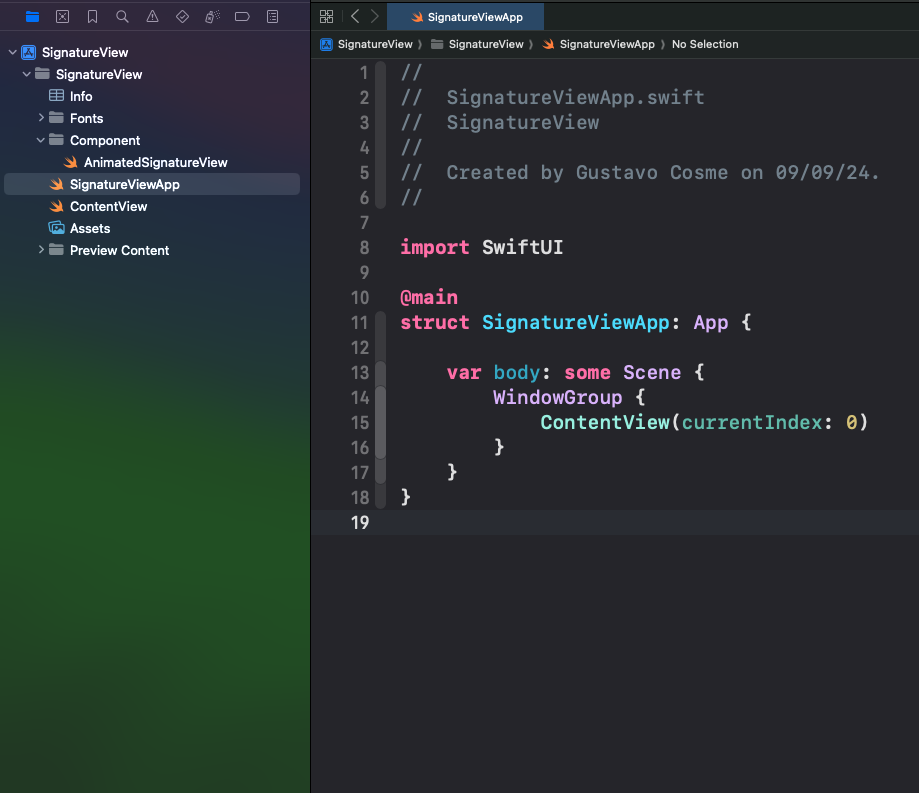 SignatureView
SignatureView
Info
Fonts
Component
AnimatedSignatureView
SignatureViewApp
ContentView
Assets
Preview Content
SignatureViewApp
SignatureView 〉 SignatureView 〉 SignatureViewApp 〉 No Selection
1 //
2 //  SignatureViewApp.swift
3 //  SignatureView
4 //
5 //  Created by Gustavo Cosme on 09/09/24.
6 //
7
8 import SwiftUI
9
10 @main
11 struct SignatureViewApp: App {
12
13     var body: some Scene {
14         WindowGroup {
15             ContentView(currentIndex: 0)
16         }
17     }
18 }
19